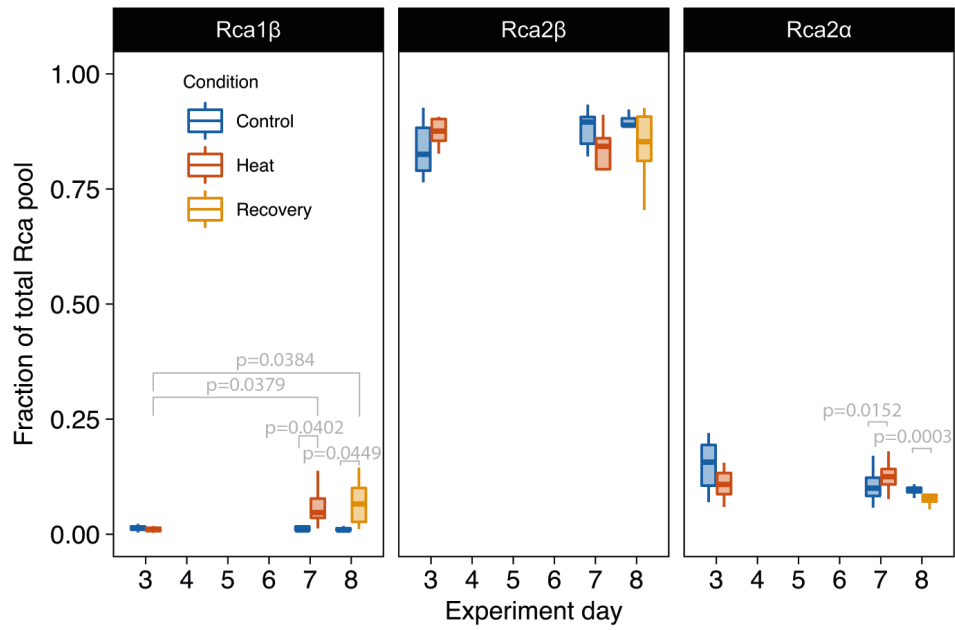 Rca1β
Rca2β
Rca2α
Fraction of total Rca pool
1.00
0.75
0.50
0.25
0.00
Condition
Control
Heat
Recovery
p=0.0384
p=0.0379
p=0.0402
p=0.0449
p=0.0152
p=0.0003
3 4 5 6 7 8
3 4 5 6 7 8
3 4 5 6 7 8
Experiment day